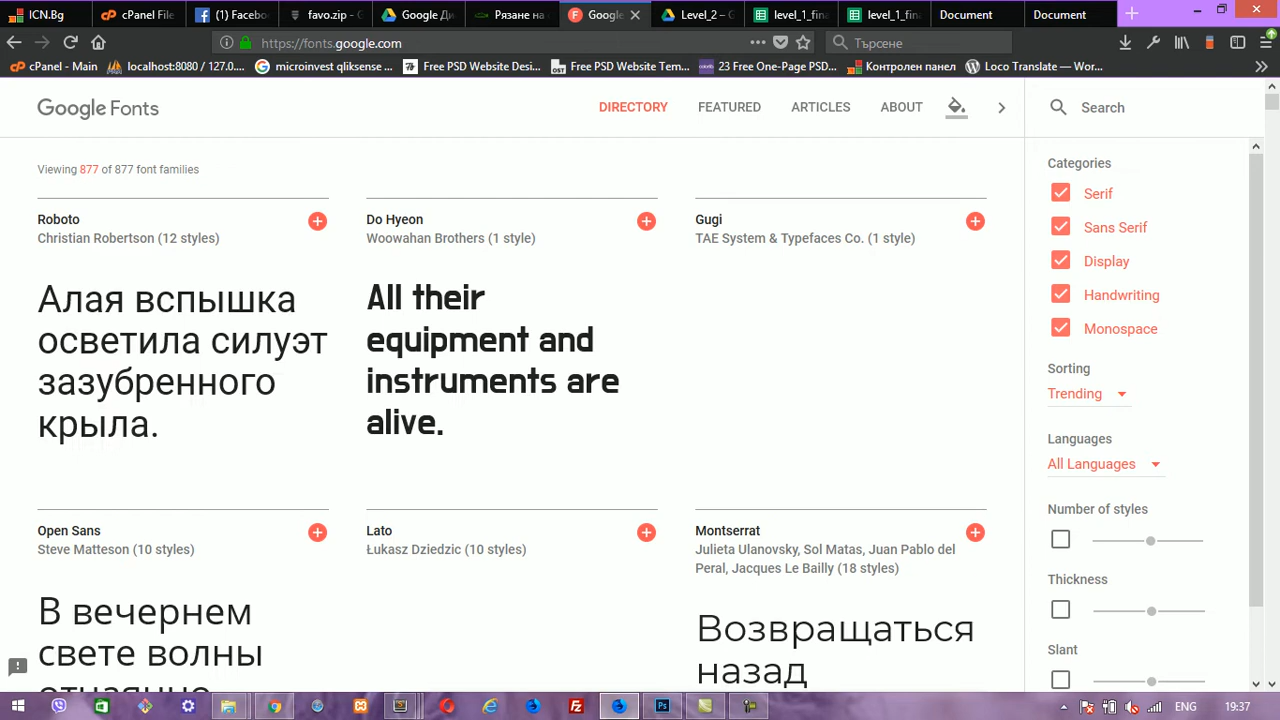 ICN.Bg
cPanel File
(1) Facebo
favo.zip - G
Google Ди
Рязане на
Google
Level_2 – G
level_1_fina
level_1_fina
Document
Document
https://fonts.google.com
Търсене
cPanel - Main
localhost:8080 / 127.0....
microinvest qliksense ...
Free PSD Website Desi...
Free PSD Website Tem...
23 Free One-Page PSD...
Контролен панел
Loco Translate — Wor...
Google Fonts
DIRECTORY
FEATURED
ARTICLES
ABOUT
Search
Viewing 877 of 877 font families
Roboto
Christian Robertson (12 styles)
Алая вспышка
осветила силуэт
зазубренного
крыла.
Do Hyeon
Woowahan Brothers (1 style)
All their
equipment and
instruments are
alive.
Gugi
TAE System & Typefaces Co. (1 style)
Open Sans
Steve Matteson (10 styles)
В вечернем
свете волны
отчаянно
Lato
Łukasz Dziedzic (10 styles)
Montserrat
Julieta Ulanovsky, Sol Matas, Juan Pablo del
Peral, Jacques Le Bailly (18 styles)
Возвращаться
назад
Categories
Serif
Sans Serif
Display
Handwriting
Monospace
Sorting
Trending
Languages
All Languages
Number of styles
Thickness
Slant
ENG
19:37